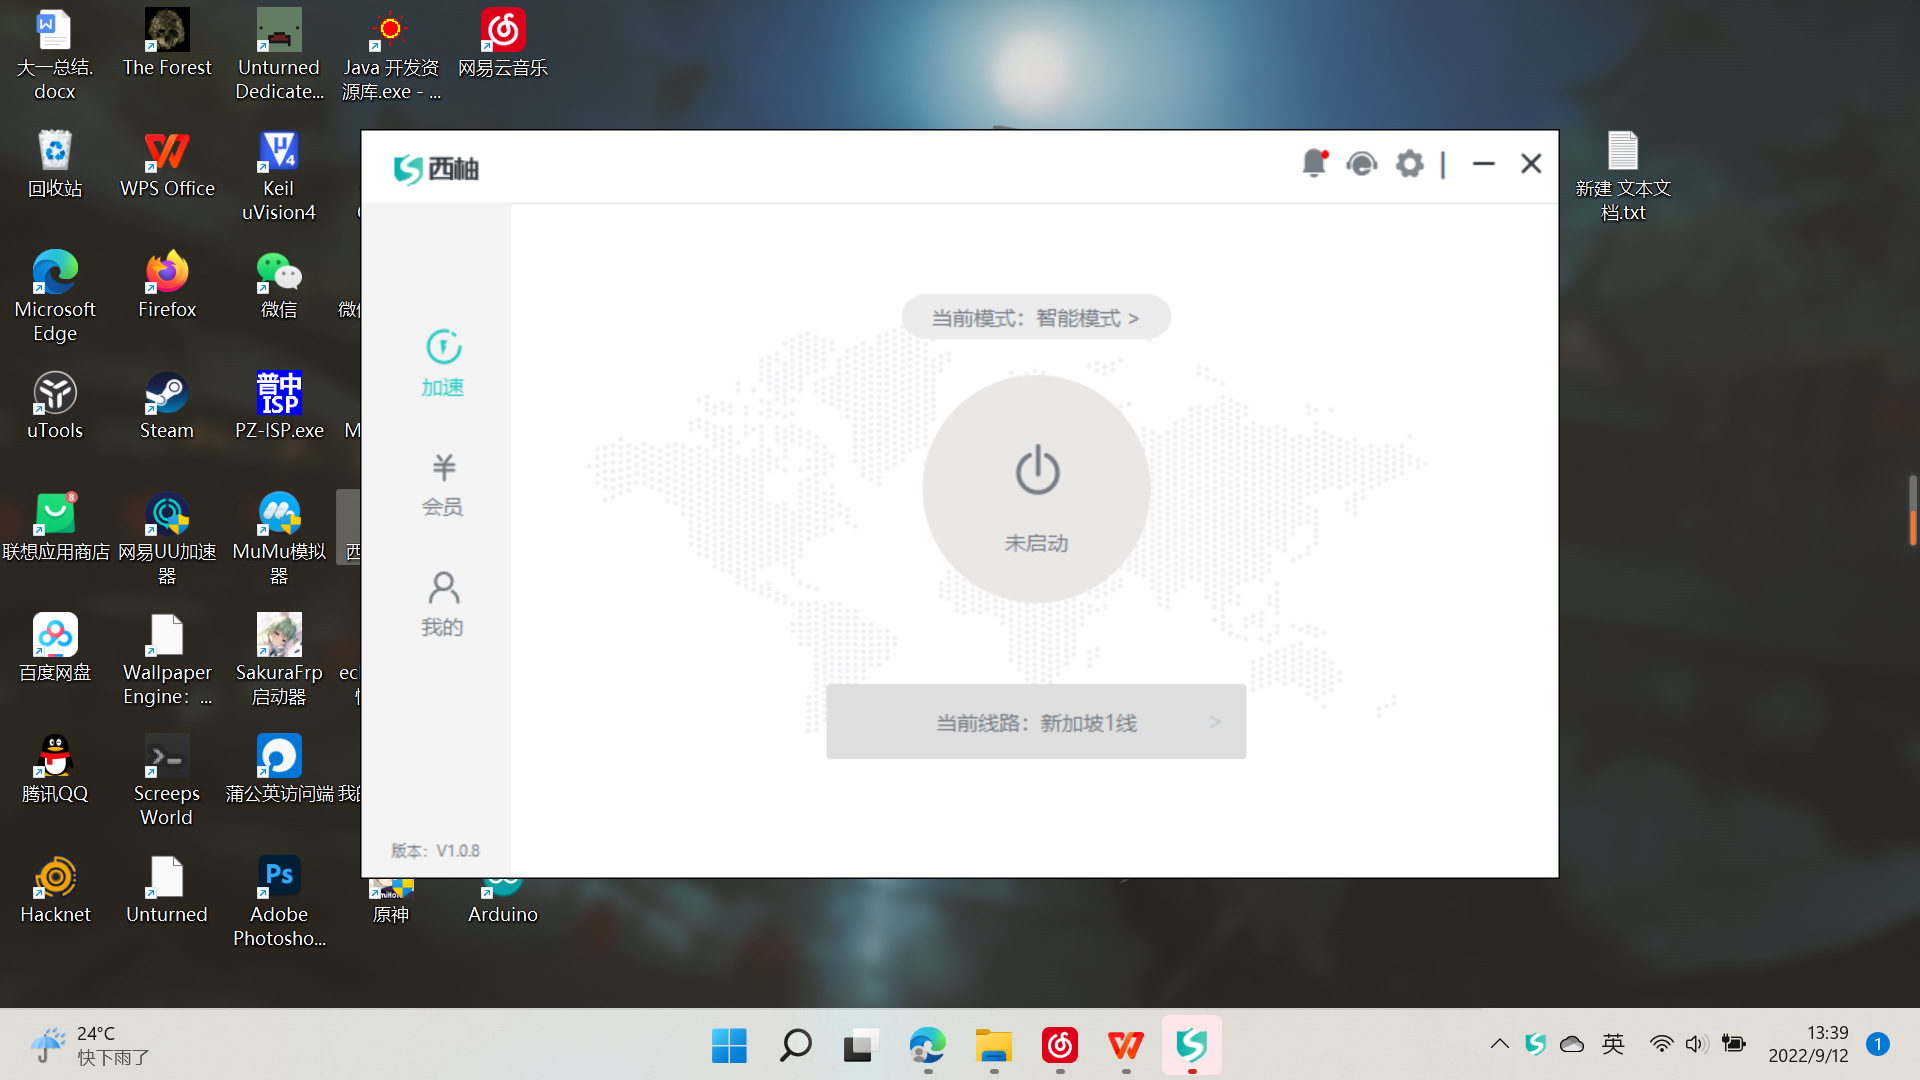 大一总结.
docx
The Forest
Unturned
Dedicate...
Java 开发资
源库.exe - ...
网易云音乐
回收站
WPS Office
Keil
uVision4
新建 文本文
档.txt
Microsoft
Edge
Firefox
微信
uTools
Steam
普中
ISP
PZ-ISP.exe
8
联想应用商店
网易UU加速
器
MuMu模拟
器
西
百度网盘
Wallpaper
Engine：...
SakuraFrp
启动器
腾讯QQ
Screeps
World
蒲公英访问端
Hacknet
Unturned
Ps
Adobe
Photosho...
原神
Arduino
西柚
当前模式：智能模式 >
加速
会员
我的
未启动
当前线路：新加坡1线 >
版本：V1.0.8
24°C
快下雨了
英
13:39
2022/9/12
1